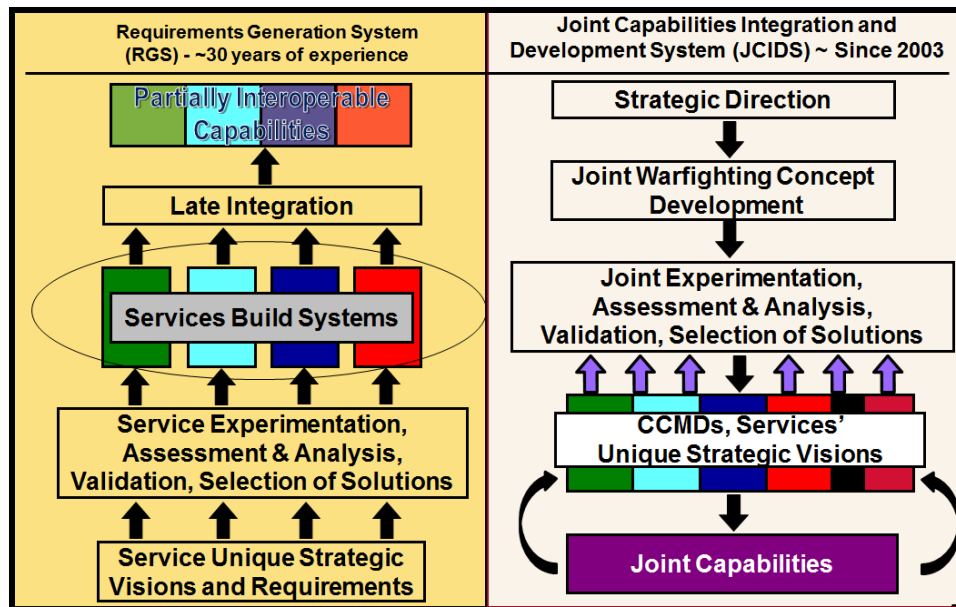 Requirements Generation System
(RGS) - ~30 years of experience
Partially Interoperable
Capabilities
Late Integration
Services Build Systems
Service Experimentation,
Assessment & Analysis,
Validation, Selection of Solutions
Service Unique Strategic
Visions and Requirements
Joint Capabilities Integration and
Development System (JCIDS) ~ Since 2003
Strategic Direction
Joint Warfighting Concept
Development
Joint Experimentation,
Assessment & Analysis,
Validation, Selection of Solutions
CCMDs, Services’
Unique Strategic Visions
Joint Capabilities